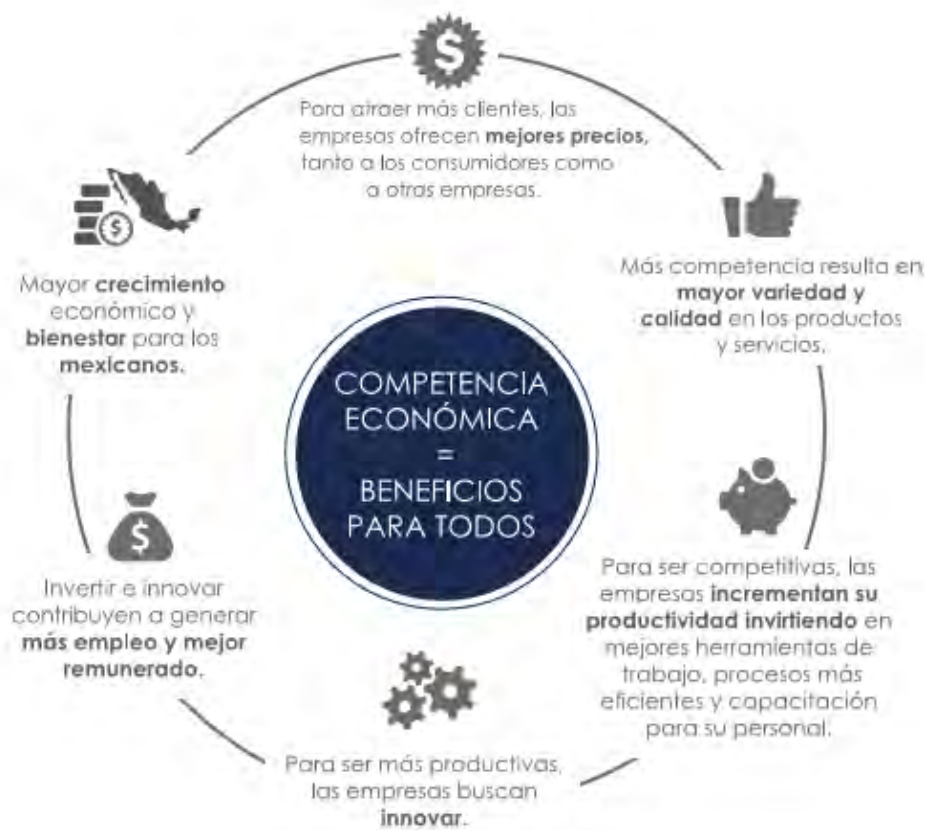 Para atraer más clientes, las
empresas ofrecen mejores precios,
tanto a los consumidores como
a otras empresas.
Más competencia resulta en
mayor variedad y
calidad en los productos
y servicios.
Para ser competitivas, las
empresas incrementan su
productividad invirtiendo en
mejores herramientas de
trabajo, procesos más
eficientes y capacitación
para su personal.
Para ser más productivas,
las empresas buscan
innovar.
Invertir e innovar
contribuyen a generar
más empleo y mejor
remunerado.
Mayor crecimiento
económico y
bienestar para los
mexicanos.
COMPETENCIA
ECONÓMICA
=
BENEFICIOS
PARA TODOS